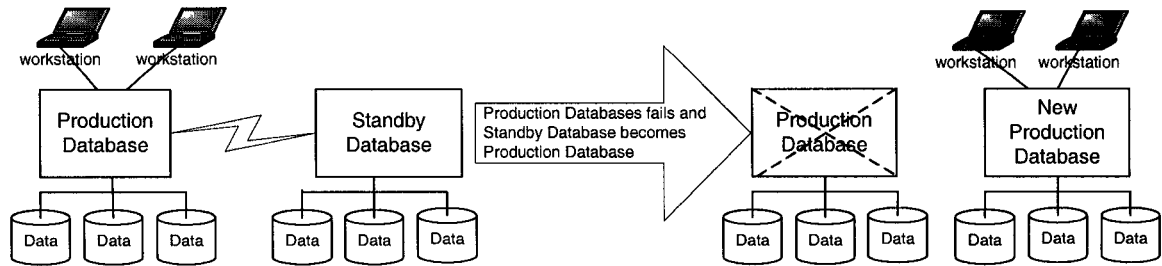 workstation
workstation
Production
Database
Data
Data
Data
Standby
Database
Data
Data
Data
Production Databases fails and
Standby Database becomes
Production Database
Production
Database
Data
Data
Data
workstation
workstation
New
Production
Database
Data
Data
Data